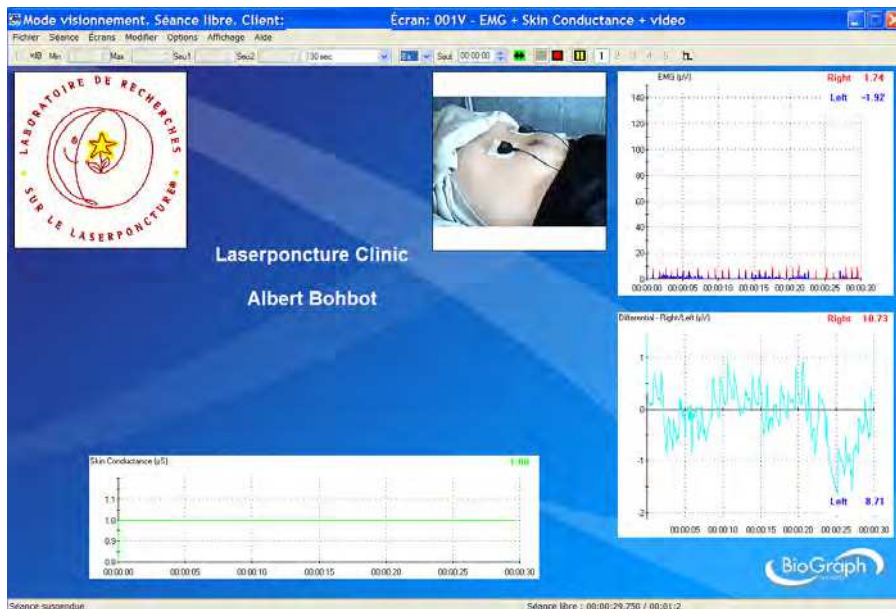 Mode visionnement. Séance libre. Client: Écran: 001V - EMG + Skin Conductance + video
Fichier Séance Écrans Modifier Options Affichage Aide
Min Max Seu1 Seu2 30 sec Saut 00:00:00 1 2 3 4 5
LABORATOIRE DE RECHERCHES
SUR LE LASERPONCTURE®
Laserponcture Clinic
Albert Bohbot
EMG (µV) Right 1.74
Left -1.92
140
120
100
80
60
40
20
0
00:00:00 00:00:05 00:00:10 00:00:15 00:00:20 00:00:25 00:00:30
Differential - Right/Left (µV) Right 10.73
1
0
-1
Left 8.71
-2
00:00:05 00:00:10 00:00:15 00:00:20 00:00:25 00:00:30
Skin Conductance (µS) 1.00
1.1
1.0
0.9
0.8
00:00:00 00:00:05 00:00:10 00:00:15 00:00:20 00:00:25 00:00:30
BioGraph
Séance suspendue Séance libre : 00:00:29.750 / 00:01:2